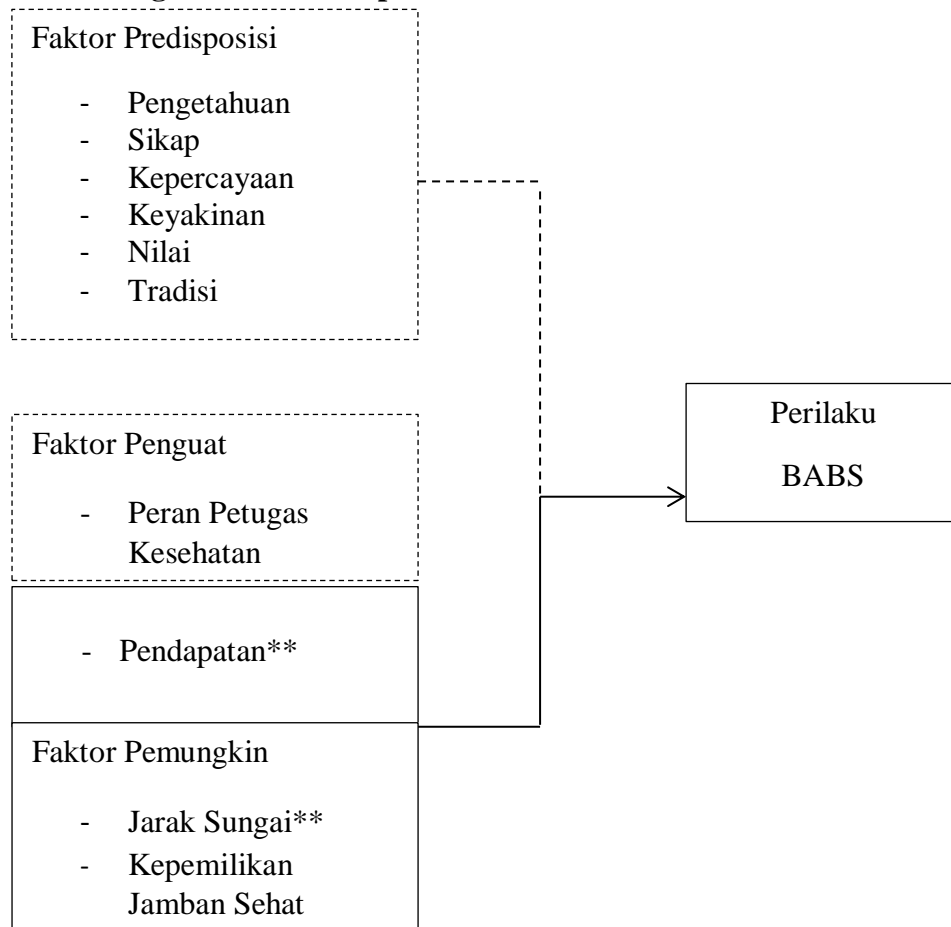 Faktor Predisposisi
- Pengetahuan
- Sikap
- Kepercayaan
- Keyakinan
- Nilai
- Tradisi
Faktor Penguat
- Peran Petugas
Kesehatan
- Pendapatan**
Faktor Pemungkin
- Jarak Sungai**
- Kepemilikan
Jamban Sehat
Perilaku
BABS